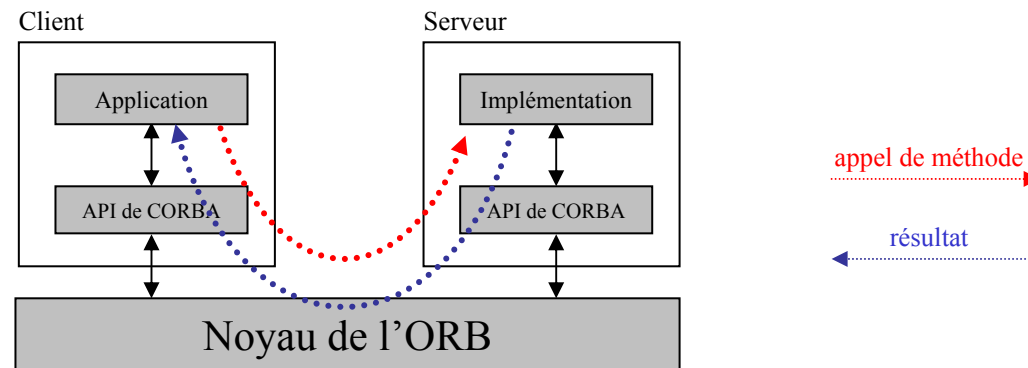 Client
Serveur
Application
Implémentation
appel de méthode
API de CORBA
API de CORBA
résultat
Noyau de l’ORB